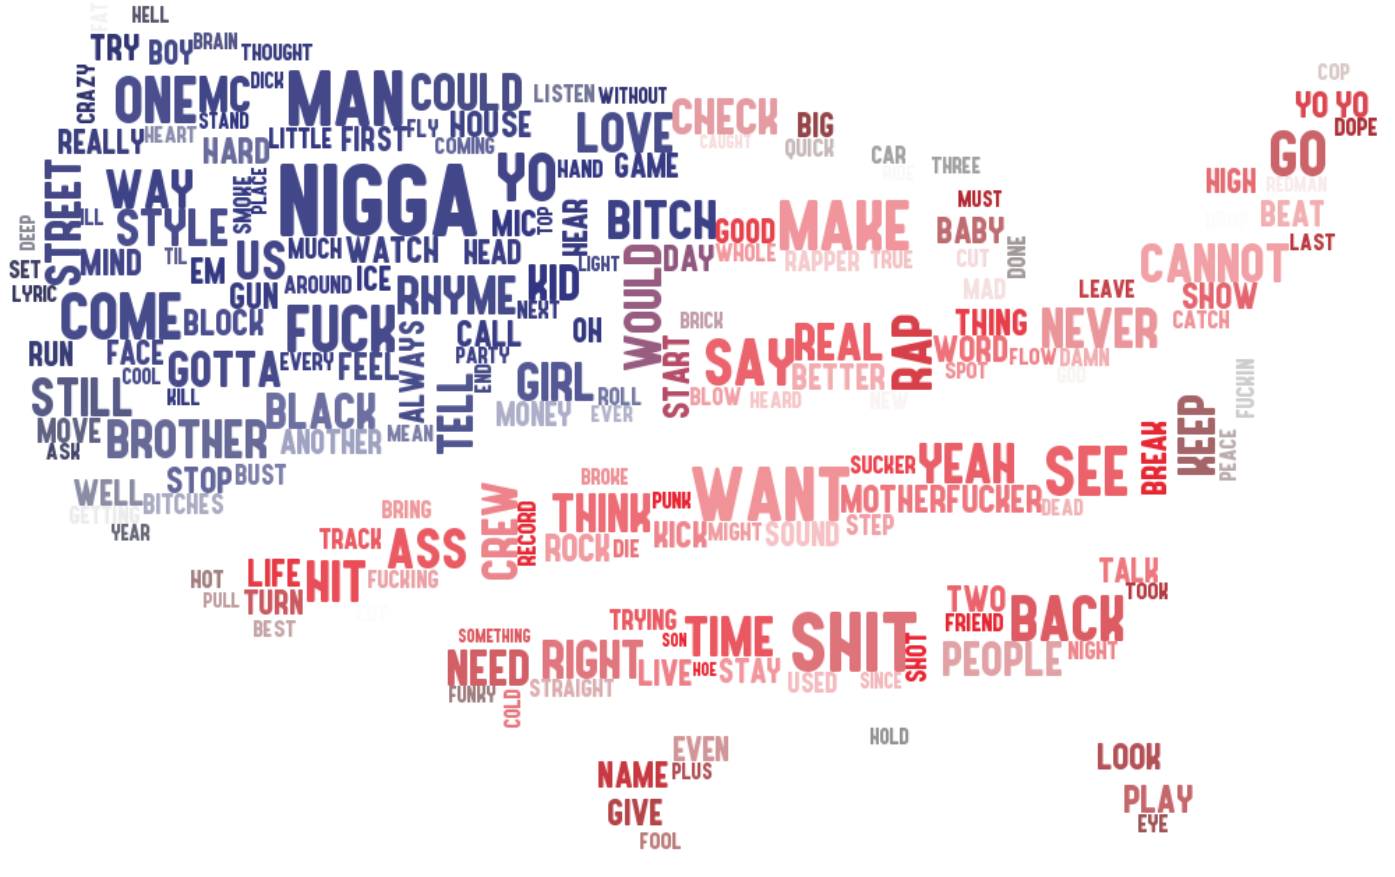 HELL
FAT
TRY BOY BRAIN THOUGHT
COP
CRAZY ONE MC DICK MAN COULD LISTEN WITHOUT
YO YO
STAND
CHECK BIG
DOPE
REALLY HEART LITTLE FIRST FLY HOUSE LOVE
HARD COMING CAUGHT QUICK
GO
STREET WAY SMOKE PLACE NIGGA YO HAND GAME CAR RIDE THREE
HIGH REDMAN
DEEP ILL STYLE MIC TOP HEAR BITCH GOOD MAKE MUST BABY
DROP BEAT
SET MIND TIL EM US MUCH WATCH HEAD LIGHT WOULD DAY WHOLE RAPPER TRUE CUT DONE
CANNOT LAST
LYRIC GUN AROUND ICE RHYME KID MAD LEAVE SHOW
COME BLOCK FUCK NEXT BRICK THING NEVER CATCH
RUN FACE GOTTA EVERY FEEL ALWAYS CALL OH START SAY REAL RAP WORD FLOW DAMN
COOL PARTY END BETTER SPOT GOD
STILL KILL BLACK TELL GIRL ROLL BLOW HEARD NEW KEEP FUCKIN
MOVE BROTHER ANOTHER MEAN MONEY EVER
ASK
STOP BUST BROKE WANT SUCKER YEAH SEE BREAK PEACE
WELL BITCHES
GETTING BRING CREW RECORD THINK PUNK MOTHERFUCKER DEAD
YEAR TRACK ASS ROCK DIE KICK MIGHT SOUND STEP
HOT LIFE HIT FUCKING TALK
PULL TURN TWO TOOK
BEST TRYING TIME SHIT FRIEND BACK
SOMETHING SON SHOT
NEED RIGHT LIVE HOE STAY PEOPLE NIGHT
FUNKY COLD STRAIGHT USED SINCE
EVEN HOLD
NAME PLUS LOOK
GIVE PLAY
FOOL EYE